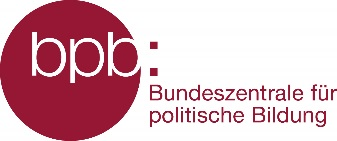 bpb:
Bundeszentrale für
politische Bildung